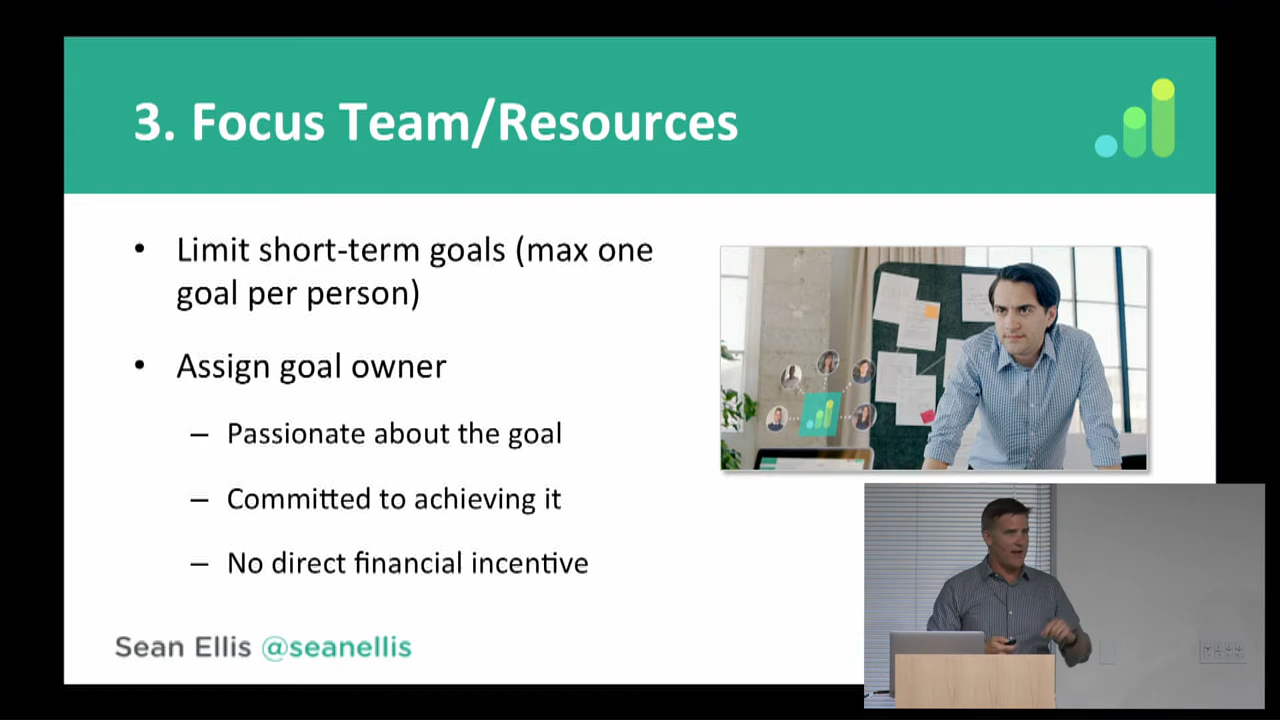 3. Focus Team/Resources
• Limit short-term goals (max one
goal per person)
• Assign goal owner
– Passionate about the goal
– Committed to achieving it
– No direct financial incentive
Sean Ellis @seanellis